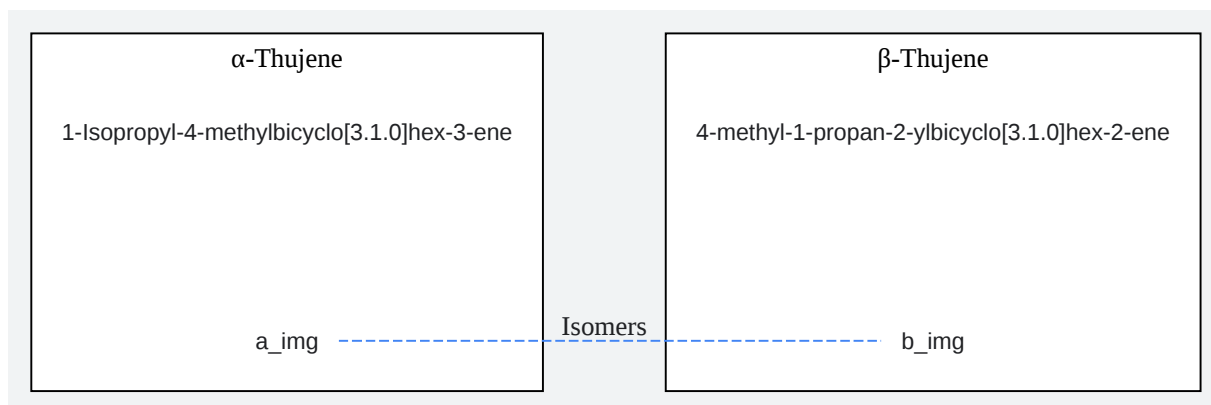 α-Thujene
1-Isopropyl-4-methylbicyclo[3.1.0]hex-3-ene
a_img
Isomers
β-Thujene
4-methyl-1-propan-2-ylbicyclo[3.1.0]hex-2-ene
b_img